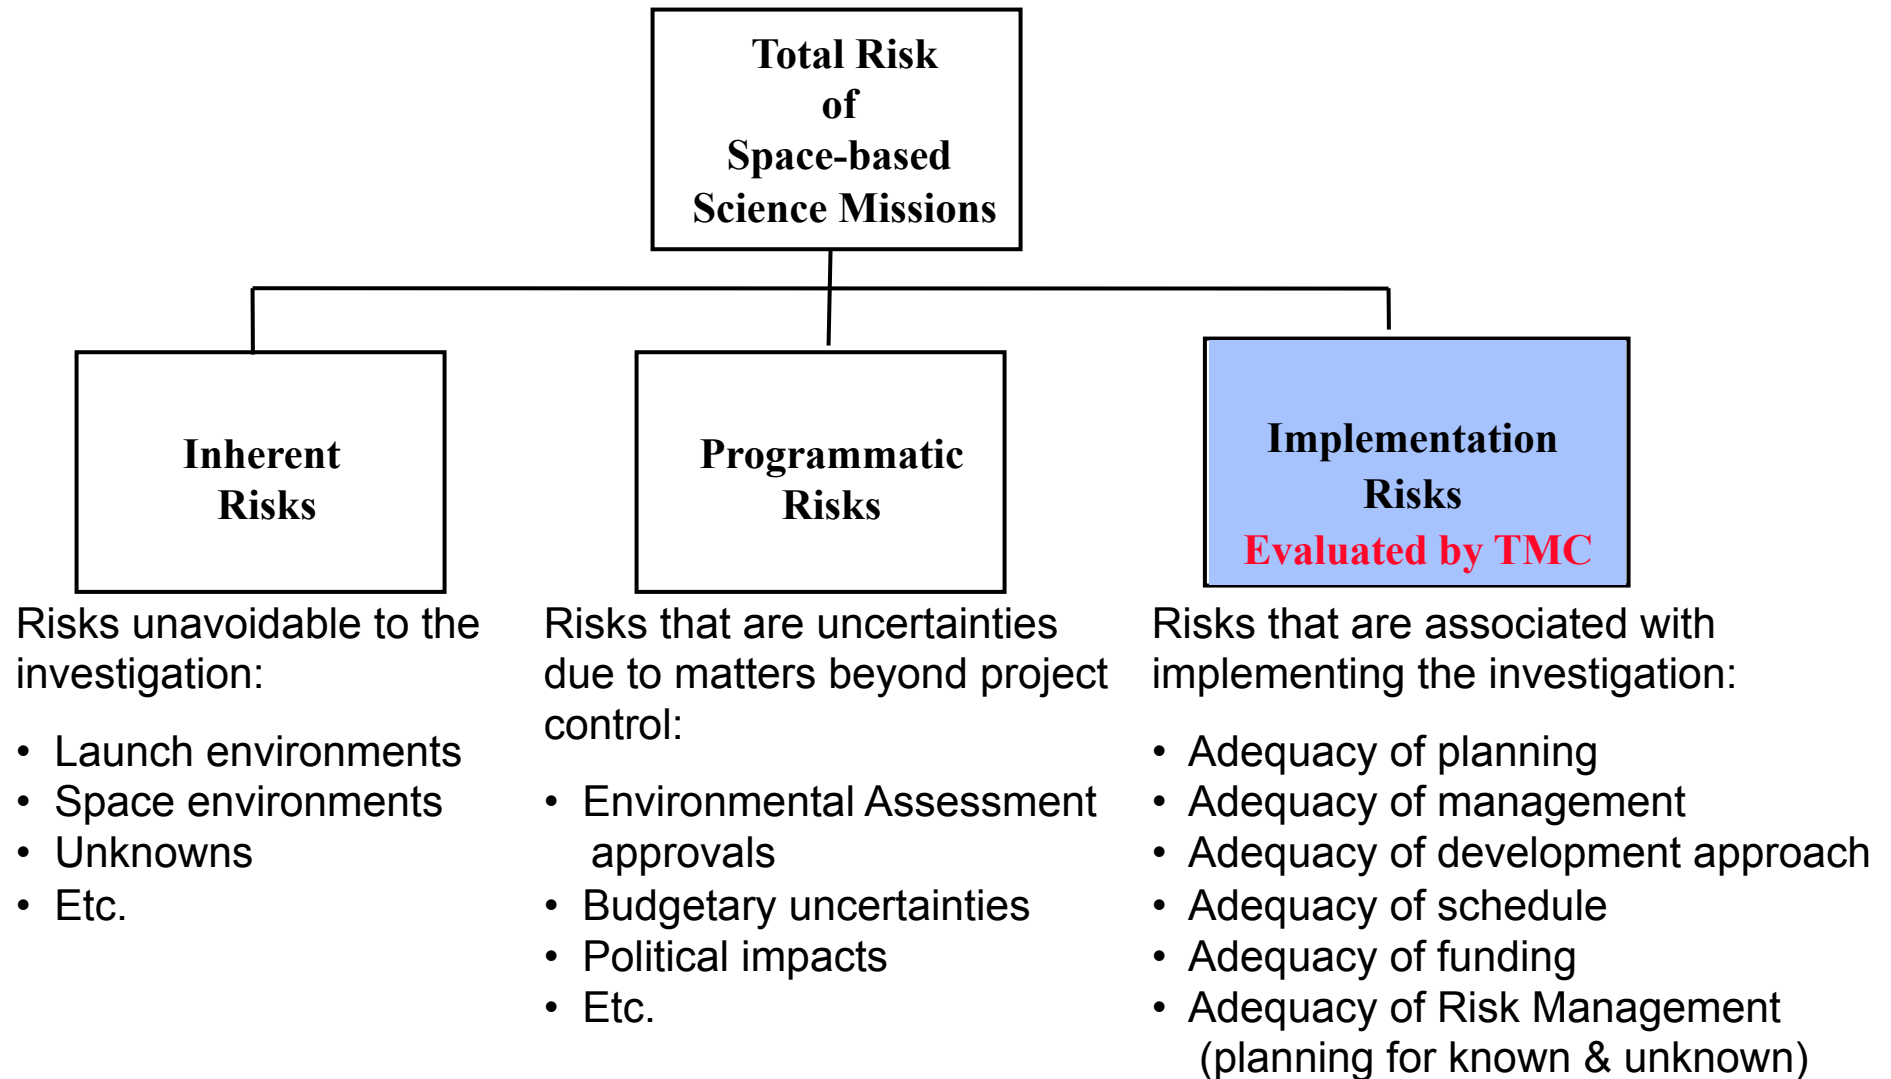 Total Risk
of
Space-based
Science Missions
Inherent
Risks
Risks unavoidable to the
investigation:
• Launch environments
• Space environments
• Unknowns
• Etc.
Programmatic
Risks
Risks that are uncertainties
due to matters beyond project
control:
• Environmental Assessment
approvals
• Budgetary uncertainties
• Political impacts
• Etc.
Implementation
Risks
Evaluated by TMC
Risks that are associated with
implementing the investigation:
• Adequacy of planning
• Adequacy of management
• Adequacy of development approach
• Adequacy of schedule
• Adequacy of funding
• Adequacy of Risk Management
(planning for known & unknown)